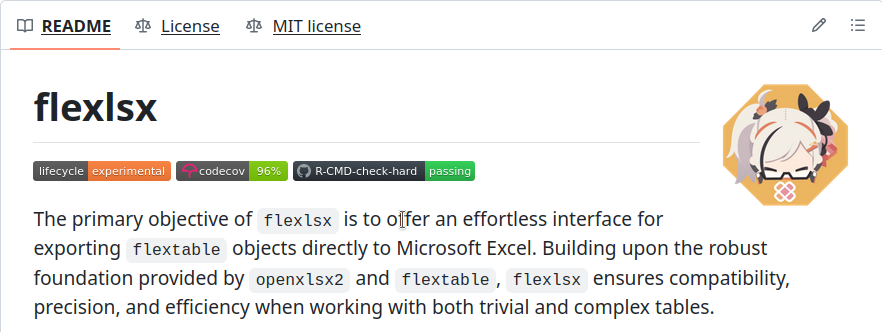 README License MIT license
flexlsx
lifecycle experimental codecov 96% R-CMD-check-hard passing
The primary objective of flexlsx is to offer an effortless interface for
exporting flextable objects directly to Microsoft Excel. Building upon the robust
foundation provided by openxlsx2 and flextable, flexlsx ensures compatibility,
precision, and efficiency when working with both trivial and complex tables.